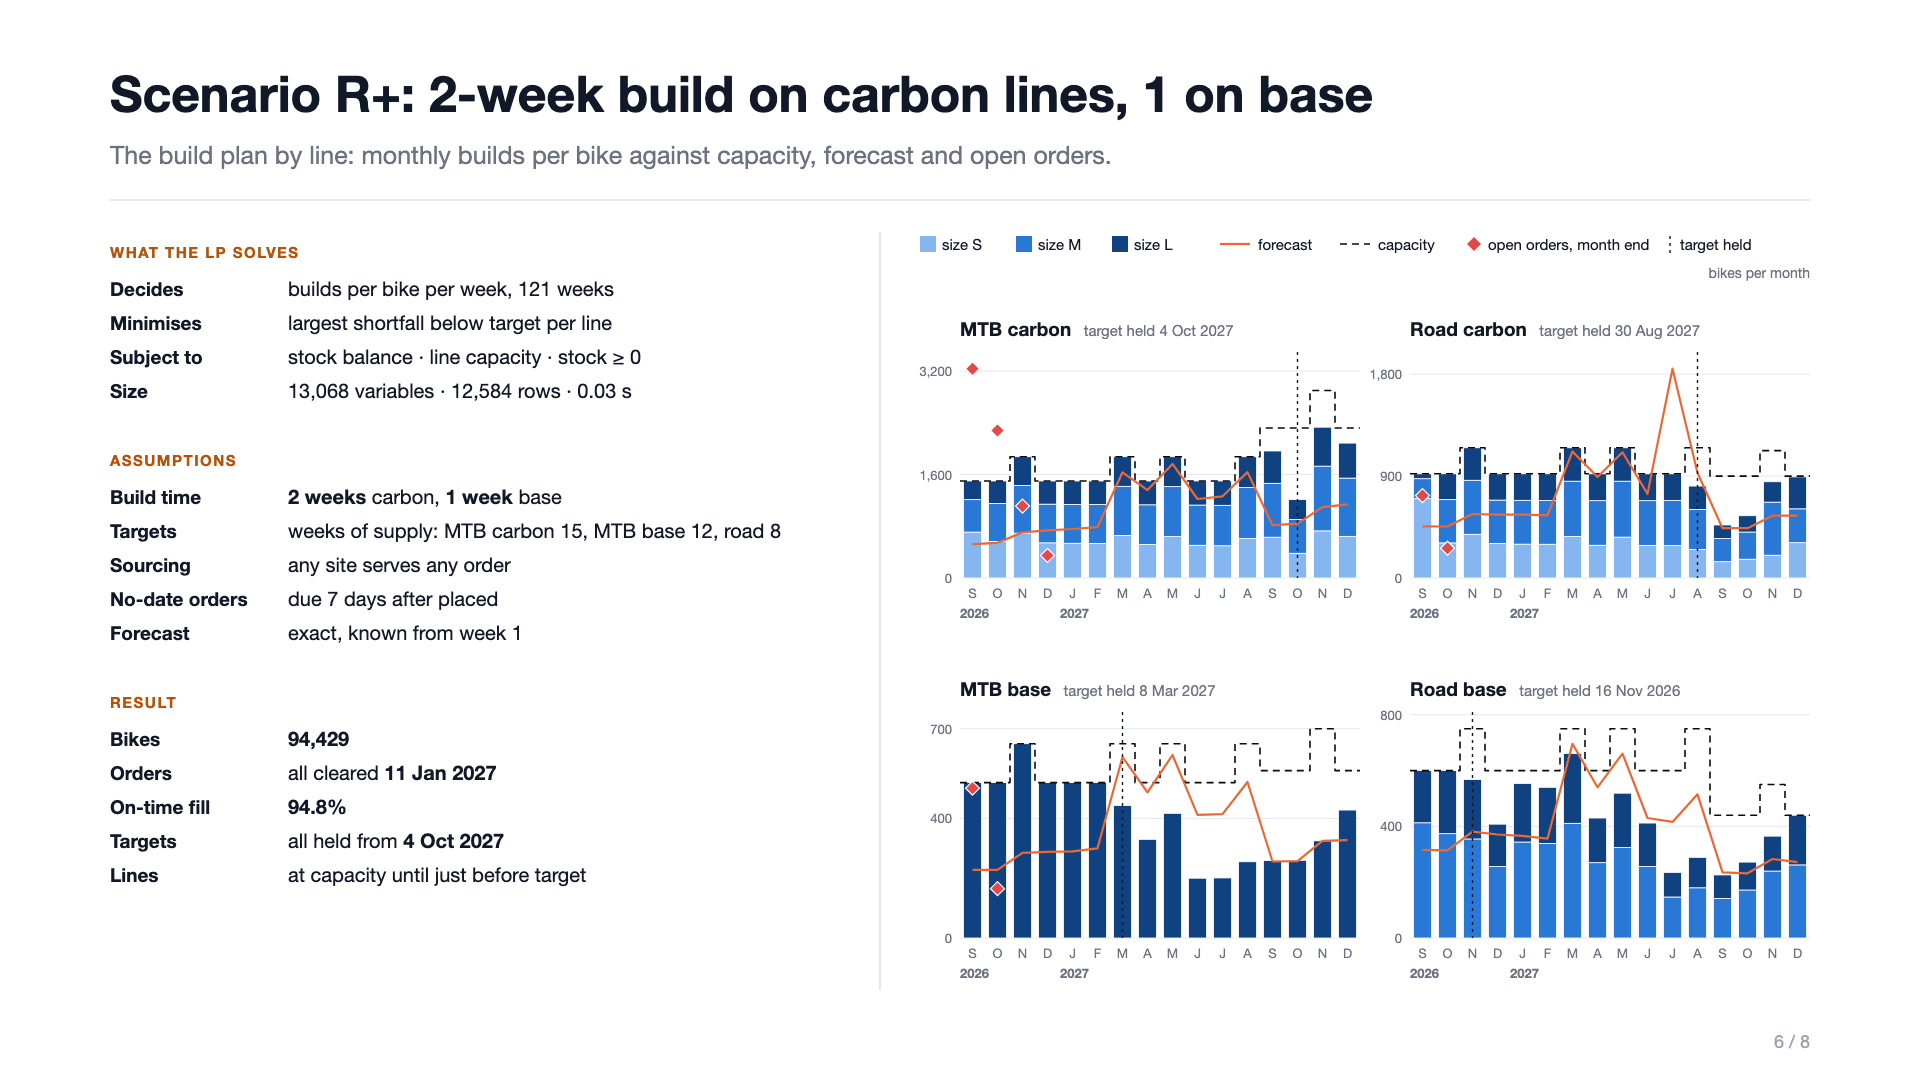 Scenario R+: 2-week build on carbon lines, 1 on base
The build plan by line: monthly builds per bike against capacity, forecast and open orders.
WHAT THE LP SOLVES
Decides builds per bike per week, 121 weeks
Minimises largest shortfall below target per line
Subject to stock balance · line capacity · stock ≥ 0
Size 13,068 variables · 12,584 rows · 0.03 s
ASSUMPTIONS
Build time 2 weeks carbon, 1 week base
Targets weeks of supply: MTB carbon 15, MTB base 12, road 8
Sourcing any site serves any order
No-date orders due 7 days after placed
Forecast exact, known from week 1
RESULT
Bikes 94,429
Orders all cleared 11 Jan 2027
On-time fill 94.8%
Targets all held from 4 Oct 2027
Lines at capacity until just before target
size S size M size L forecast capacity open orders, month end target held
bikes per month
MTB carbon target held 4 Oct 2027
3,200
1,600
0
S O N D J F M A M J J A S O N D
2026 2027
Road carbon target held 30 Aug 2027
1,800
900
0
S O N D J F M A M J J A S O N D
2026 2027
MTB base target held 8 Mar 2027
700
400
0
S O N D J F M A M J J A S O N D
2026 2027
Road base target held 16 Nov 2026
800
400
0
S O N D J F M A M J J A S O N D
2026 2027
6 / 8